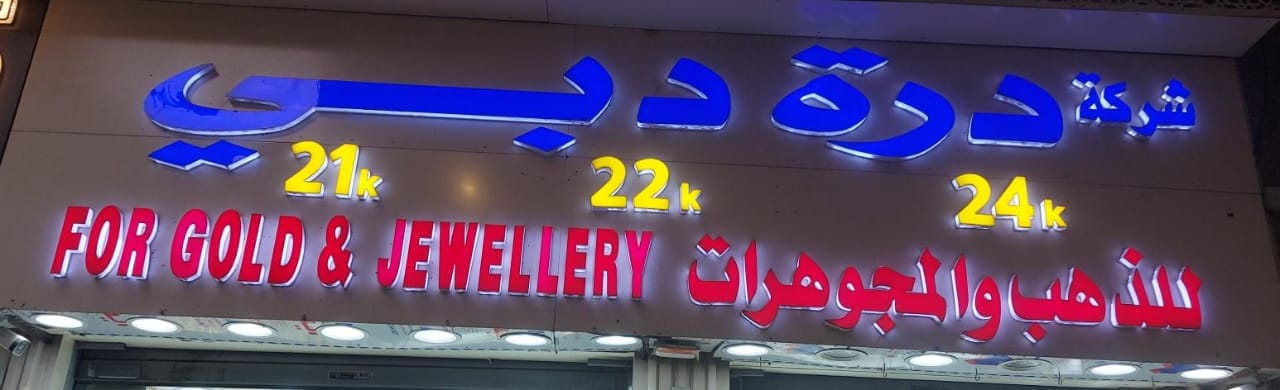 شركة درة دبي
21K 22K 24K
FOR GOLD & JEWELLERY للذهب والمجوهرات